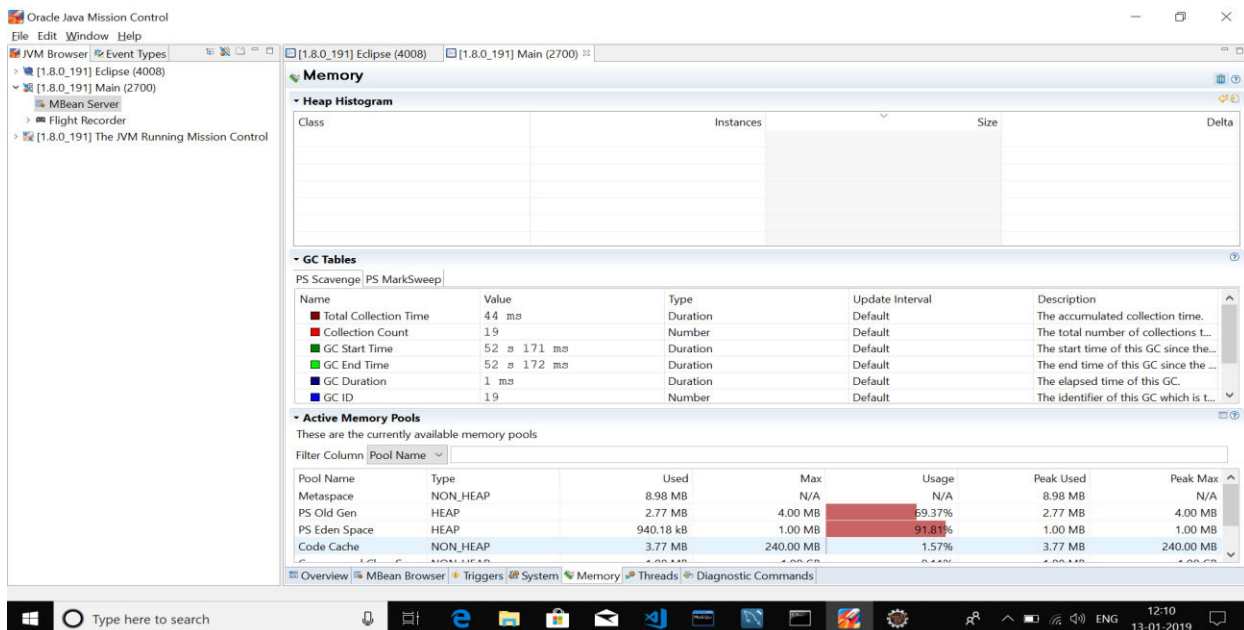 Oracle Java Mission Control
File Edit Window Help
JVM Browser Event Types
[1.8.0_191] Eclipse (4008)
[1.8.0_191] Main (2700)
MBean Server
Flight Recorder
[1.8.0_191] The JVM Running Mission Control
[1.8.0_191] Eclipse (4008) [1.8.0_191] Main (2700)
Memory
Heap Histogram
Class Instances Size Delta
GC Tables
PS Scavenge PS MarkSweep
Name Value Type Update Interval Description
Total Collection Time 44 ms Duration Default The accumulated collection time.
Collection Count 19 Number Default The total number of collections t...
GC Start Time 52 s 171 ms Duration Default The start time of this GC since the...
GC End Time 52 s 172 ms Duration Default The end time of this GC since the ...
GC Duration 1 ms Duration Default The elapsed time of this GC.
GC ID 19 Number Default The identifier of this GC which is t...
Active Memory Pools
These are the currently available memory pools
Filter Column Pool Name
Pool Name Type Used Max Usage Peak Used Peak Max
Metaspace NON_HEAP 8.98 MB N/A N/A 8.98 MB N/A
PS Old Gen HEAP 2.77 MB 4.00 MB 69.37% 2.77 MB 4.00 MB
PS Eden Space HEAP 940.18 kB 1.00 MB 91.81% 1.00 MB 1.00 MB
Code Cache NON_HEAP 3.77 MB 240.00 MB 1.57% 3.77 MB 240.00 MB
Overview MBean Browser Triggers System Memory Threads Diagnostic Commands
Type here to search
ENG
12:10
13-01-2019